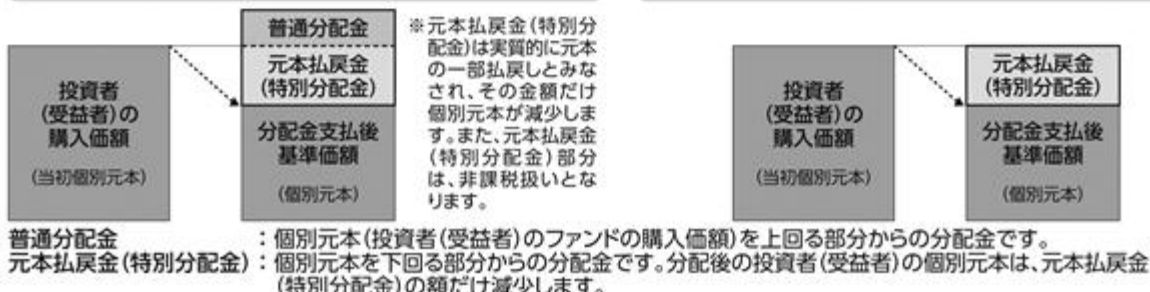 普通分配金
元本払戻金
(特別分配金)
投資者
(受益者)の
購入価額
(当初個別元本)
分配金支払後
基準価額
(個別元本)
※元本払戻金(特別分
配金)は実質的に元本
の一部払戻しとみな
され、その金額だけ
個別元本が減少しま
す。また、元本払戻金
(特別分配金)部分
は、非課税扱いとな
ります。
投資者
(受益者)の
購入価額
(当初個別元本)
元本払戻金
(特別分配金)
分配金支払後
基準価額
(個別元本)
普通分配金 :個別元本(投資者(受益者)のファンドの購入価額)を上回る部分からの分配金です。
元本払戻金(特別分配金):個別元本を下回る部分からの分配金です。分配後の投資者(受益者)の個別元本は、元本払戻金
(特別分配金)の額だけ減少します。